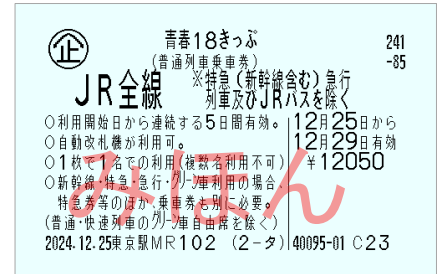 企 青春18きっぷ 241
(普通列車乗車券) -85
JR全線 ※特急(新幹線含む)急行
列車及びJRバスを除く
○利用開始日から連続する5日間有効。 12月25日から
○自動改札機が利用可。 12月29日有効
○1枚で1名での利用(複数名利用不可) ¥12050
○新幹線・特急・急行・グリーン車利用の場合、
特急券等のほか、乗車券も別に必要。
(普通・快速列車のグリーン車自由席を除く)
2024.12.25東京駅MR102 (2-タ) 40095-01 C23
みほん